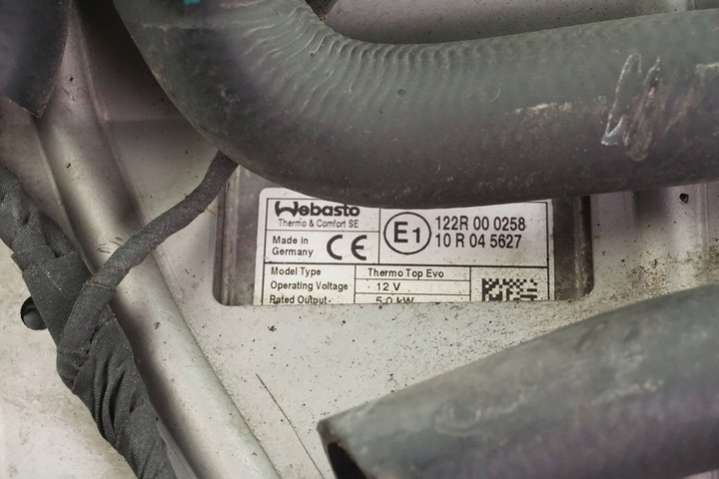 Webasto
Thermo & Comfort SE
Made in
Germany
CE
E1
122R 00 0258
10 R 04 5627
Model Type Thermo Top Evo
Operating Voltage 12 V
Rated Output 5.0 kW